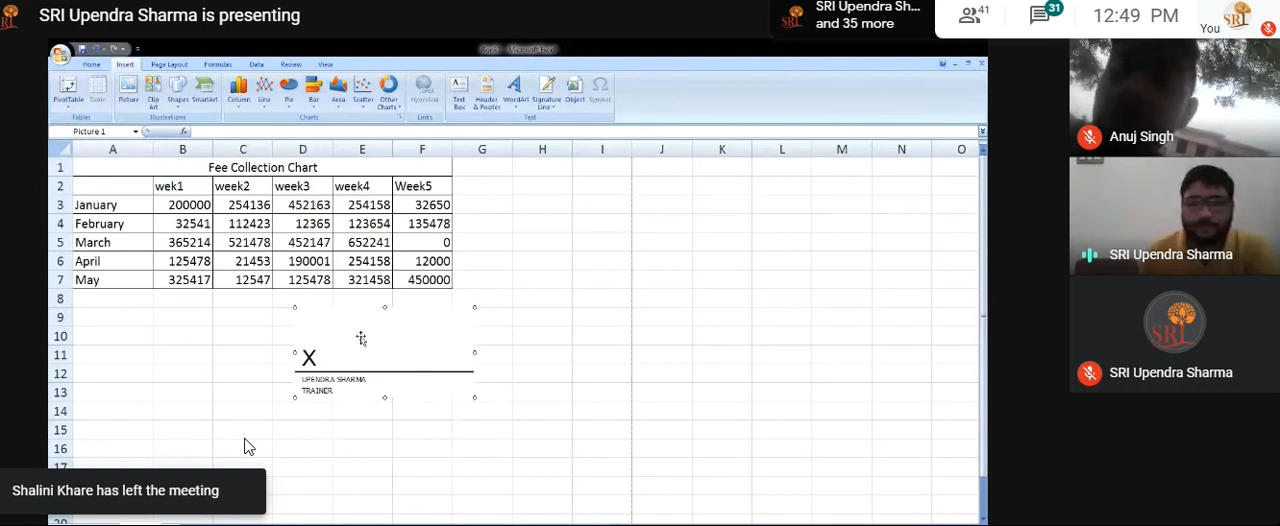 SRI Upendra Sharma is presenting
SRI Upendra Sh...
and 35 more
41
31
12:49 PM
You
SRI
Home Insert Page Layout Formulas Data Review View
PivotTable Table Picture Clip Art Shapes SmartArt Column Line Pie Bar Area Scatter Other Charts Hyperlink Text Box Header & Footer WordArt Signature Line Object Symbol
Tables Illustrations Charts Links Text
Picture 1
fx
A B C D E F G H I J K L M N O
1 Fee Collection Chart
2 wek1 week2 week3 week4 Week5
3 January 200000 254136 452163 254158 32650
4 February 32541 112423 12365 123654 135478
5 March 365214 521478 452147 652241 0
6 April 125478 21453 190001 254158 12000
7 May 325417 12547 125478 321458 450000
8
9
10
11 X
12 UPENDRA SHARMA
13 TRAINER
14
15
16
17
Shalini Khare has left the meeting
Anuj Singh
SRI Upendra Sharma
SRI
SRI Upendra Sharma